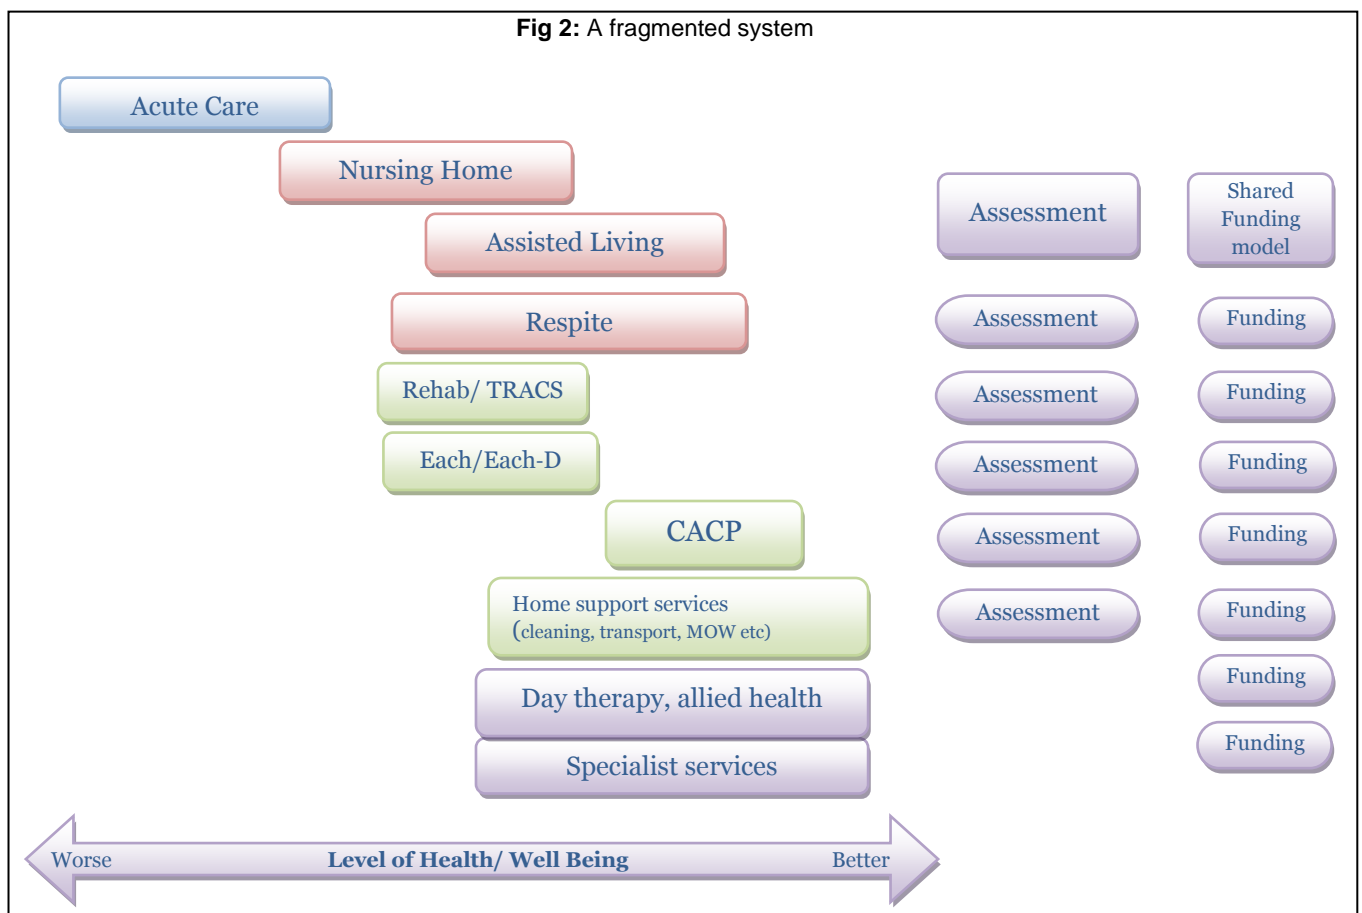 Fig 2: A fragmented system
Acute Care
Nursing Home
Assisted Living
Assessment
Shared
Funding
model
Respite
Assessment
Funding
Rehab/ TRACS
Assessment
Funding
Each/Each-D
Assessment
Funding
CACP
Assessment
Funding
Home support services
(cleaning, transport, MOW etc)
Assessment
Funding
Day therapy, allied health
Funding
Specialist services
Funding
Worse
Level of Health/ Well Being
Better